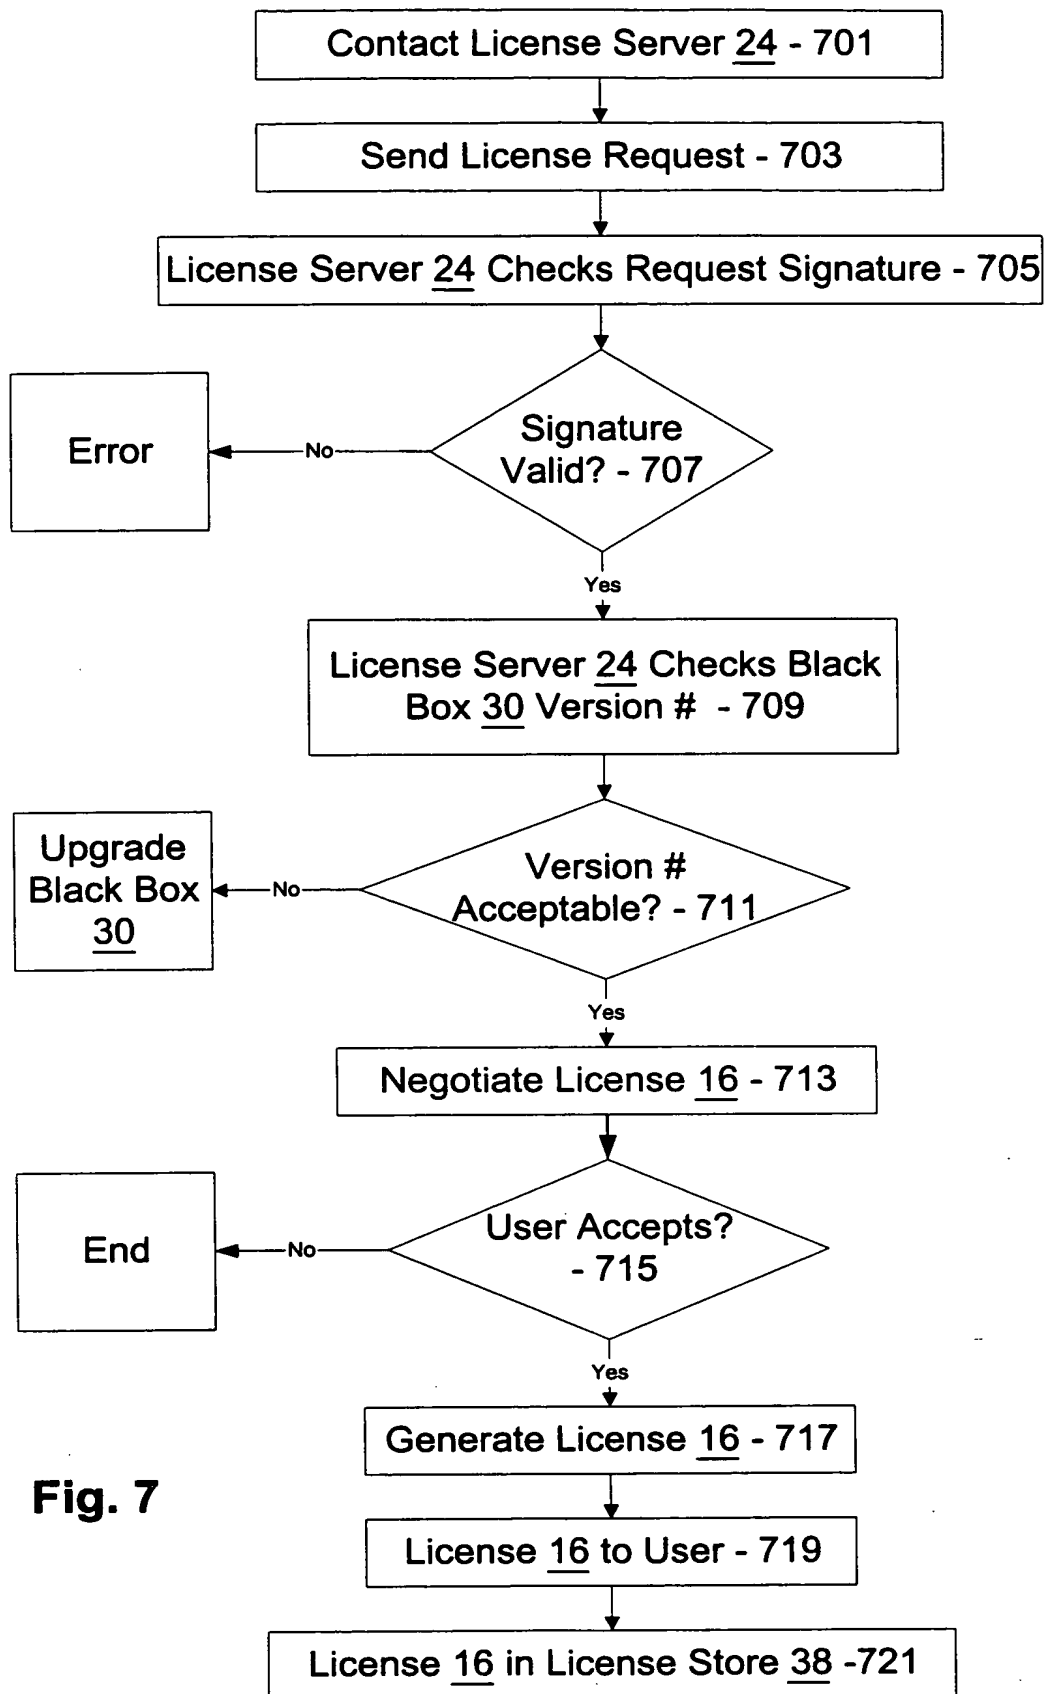 Contact License Server 24 - 701
Send License Request - 703
License Server 24 Checks Request Signature - 705
Signature
Valid? - 707
No
Error
Yes
License Server 24 Checks Black
Box 30 Version # - 709
Version #
Acceptable? - 711
No
Upgrade
Black Box
30
Yes
Negotiate License 16 - 713
User Accepts?
- 715
No
End
Yes
Generate License 16 - 717
License 16 to User - 719
License 16 in License Store 38 -721
Fig. 7